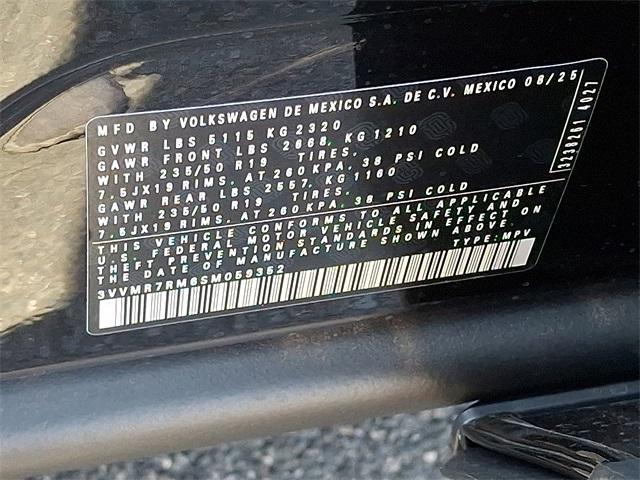 MFD BY VOLKSWAGEN DE MEXICO S.A. DE C.V. MEXICO 08/25
GVWR LBS 5115 KG 2320
GAWR FRONT LBS 2668, KG 1210
WITH 235/50 R19 TIRES.
7.5JX19 RIMS. AT 260 KPA, 38 PSI COLD
GAWR REAR LBS 2557, KG 1160
WITH 235/50 R19 TIRES.
7.5JX19 RIMS. AT 260 KPA. 38 PSI COLD
THIS VEHICLE CONFORMS TO ALL APPLICABLE
U.S. FEDERAL MOTOR VEHICLE SAFETY AND
THEFT PREVENTION STANDARDS IN EFFECT ON
THE DATE OF MANUFACTURE SHOWN ABOVE.
3VVMR7RM6SM059352 TYPE: MPV
3238261 4027